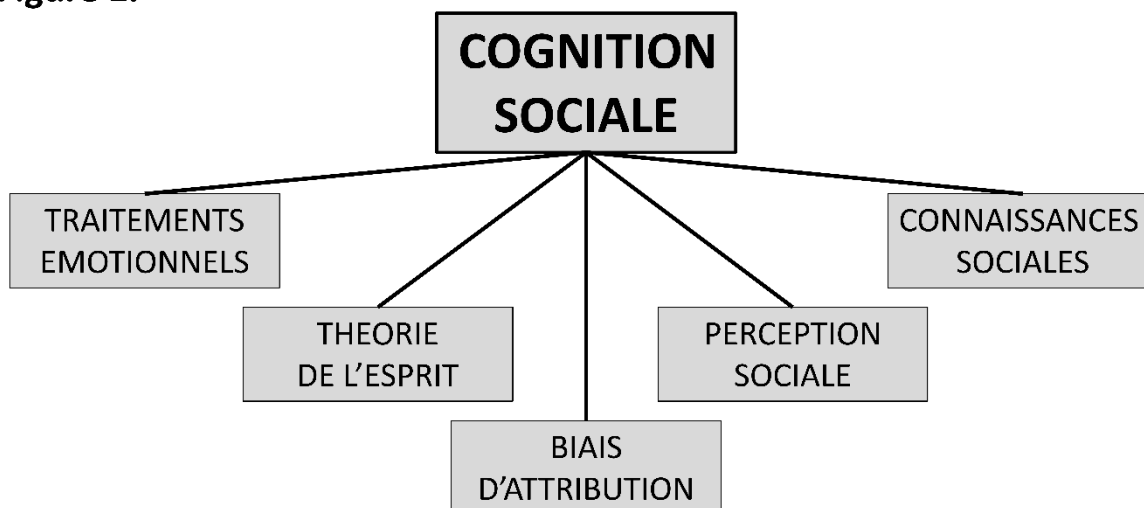 COGNITION
SOCIALE
TRAITEMENTS
EMOTIONNELS
CONNAISSANCES
SOCIALES
THEORIE
DE L'ESPRIT
PERCEPTION
SOCIALE
BIAIS
D'ATTRIBUTION